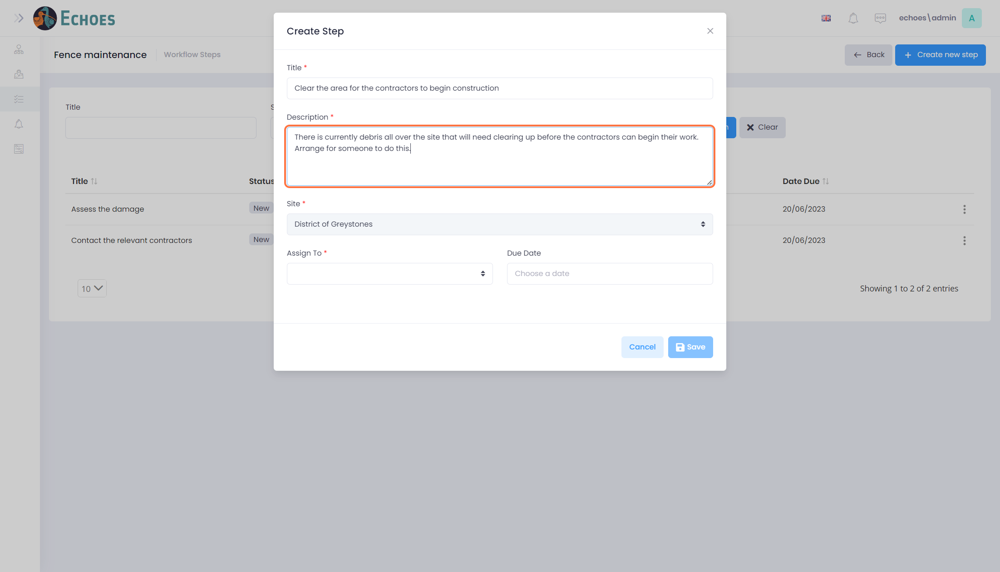 ECHOES
echoes\admin
A
Fence maintenance
Workflow Steps
Back
Create new step
Title
Clear
Title
Status
Date Due
Assess the damage
New
20/06/2023
Contact the relevant contractors
New
20/06/2023
10
Showing 1 to 2 of 2 entries
Create Step
Title *
Clear the area for the contractors to begin construction
Description *
There is currently debris all over the site that will need clearing up before the contractors can begin their work.
Arrange for someone to do this.
Site *
District of Greystones
Assign To *
Due Date
Choose a date
Cancel
Save